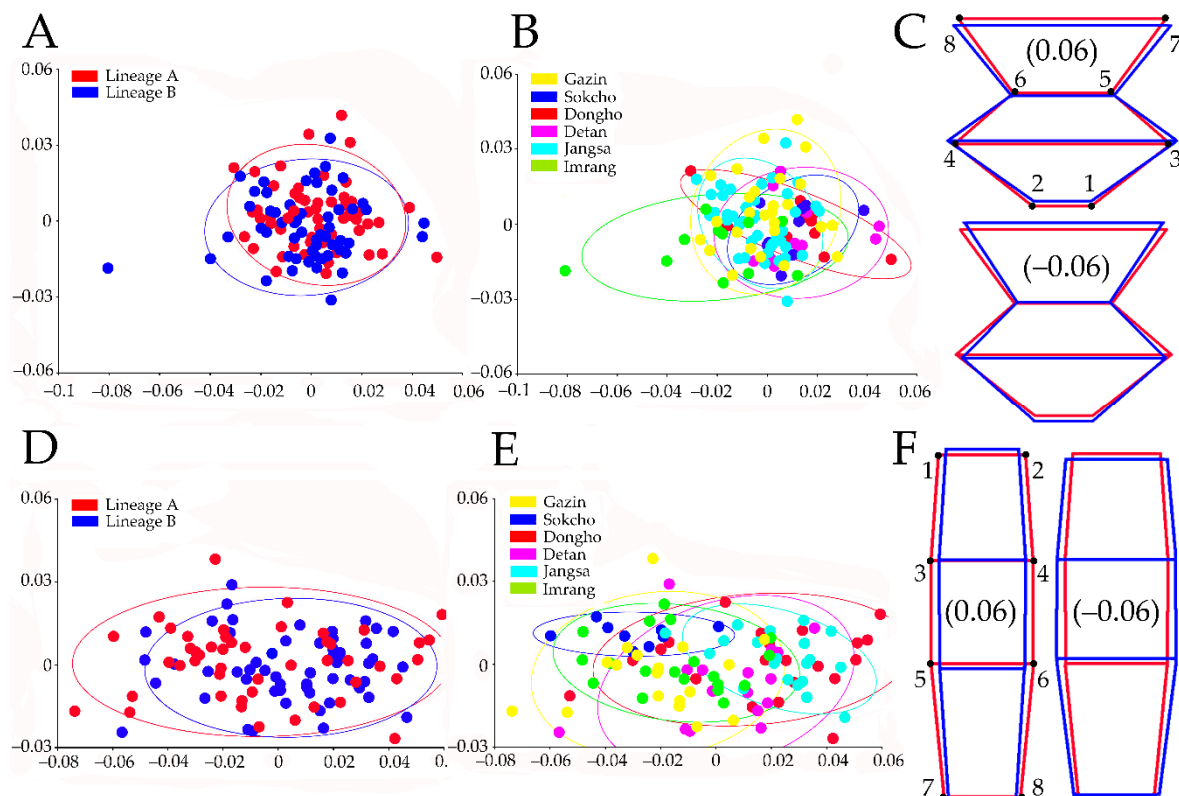 A
Lineage A
Lineage B
0.06
0.03
0
−0.03
−0.06
−0.1 −0.08 −0.06 −0.04 −0.02 0 0.02 0.04 0.06
B
Gazin
Sokcho
Dongho
Detan
Jangsa
Imrang
0.06
0.03
0
−0.03
−0.06
−0.1 −0.08 −0.06 −0.04 −0.02 0 0.02 0.04 0.06
C
8 (0.06) 7
6 5
4 3
2 1
(−0.06)
D
Lineage A
Lineage B
0.06
0.03
0
−0.03
−0.08 −0.06 −0.04 −0.02 0 0.02 0.04 0.06
E
Gazin
Sokcho
Dongho
Detan
Jangsa
Imrang
0.06
0.03
0
−0.03
−0.08 −0.06 −0.04 −0.02 0 0.02 0.04 0.06
F
1 2
3 4
(0.06) (−0.06)
5 6
7 8